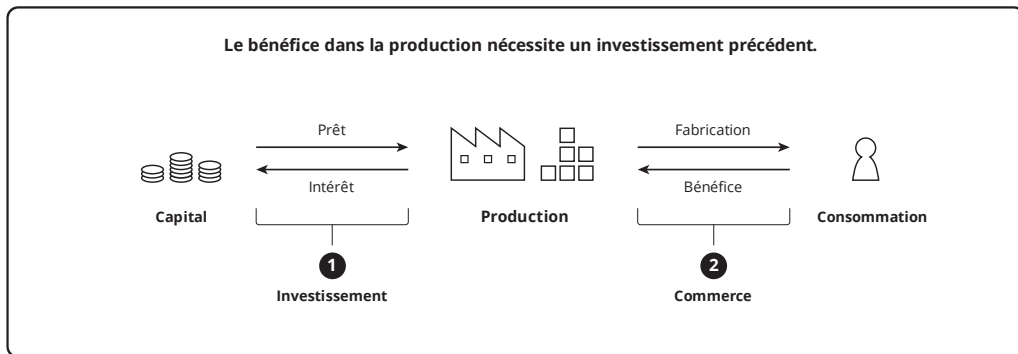 Le bénéfice dans la production nécessite un investissement précédent.
Prêt
Intérêt
Fabrication
Bénéfice
Capital
Production
Consommation
1
Investissement
2
Commerce